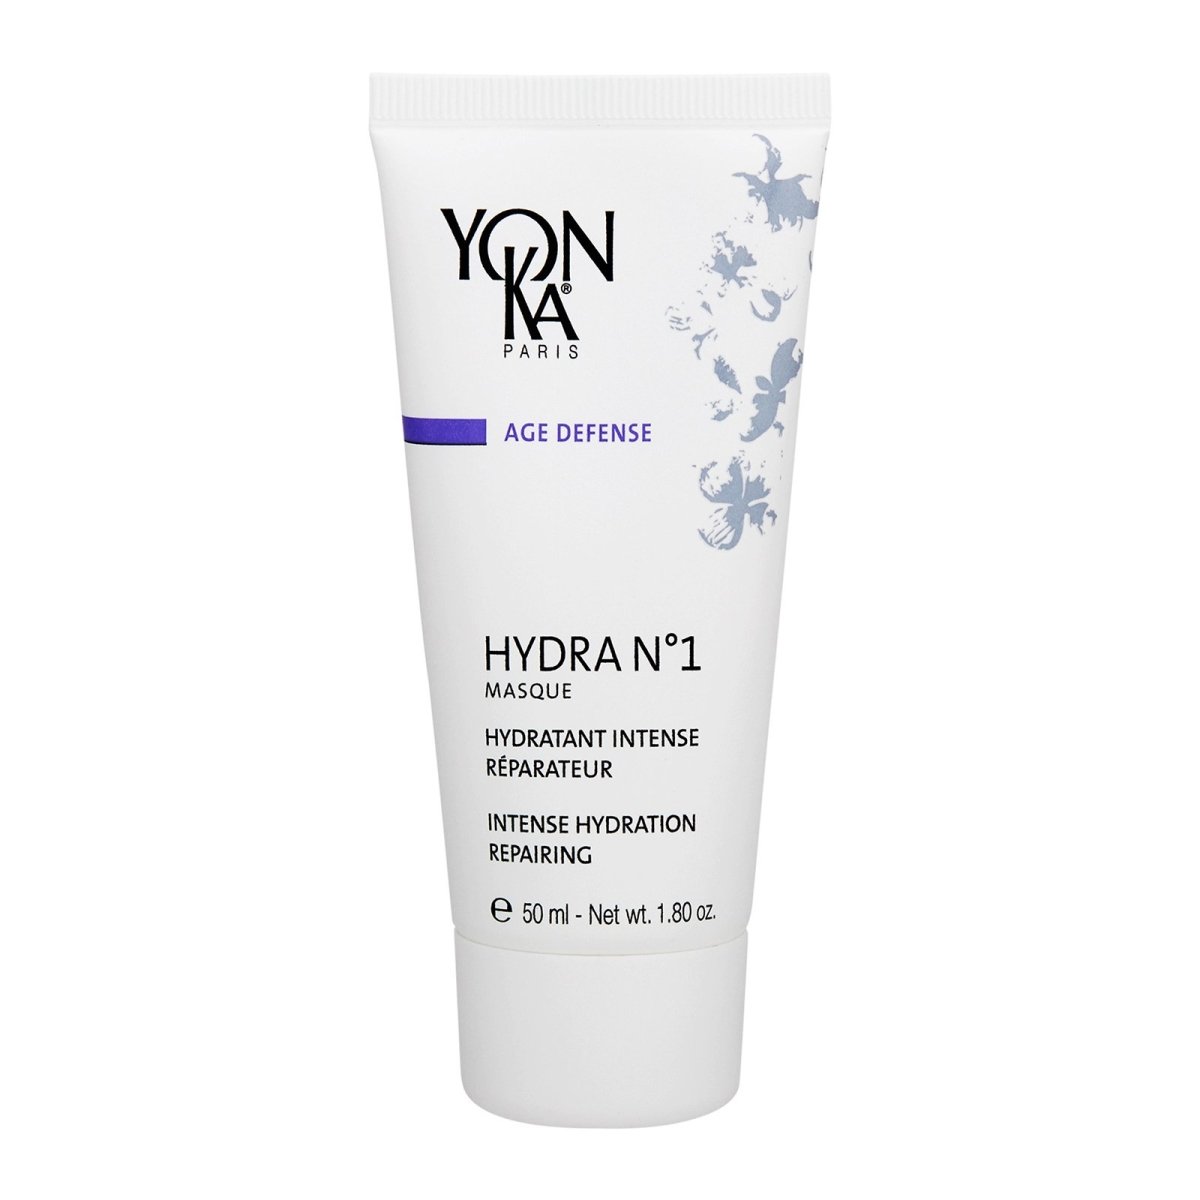 YON
KA®
PARIS
AGE DEFENSE
HYDRA N°1
MASQUE
HYDRATANT INTENSE
RÉPARATEUR
INTENSE HYDRATION
REPAIRING
℮ 50 ml - Net wt. 1.80 oz.